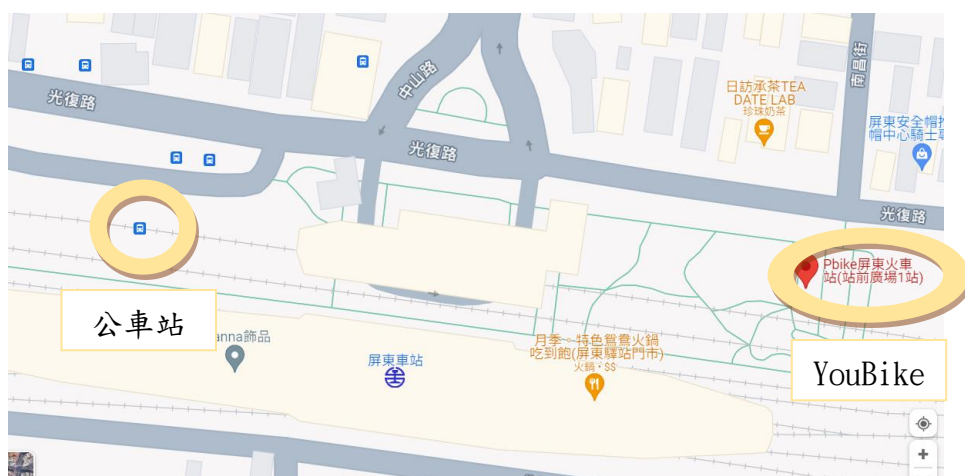 中山路
南昌街
日訪承茶TEA
DATE LAB
珍珠奶茶
光復路
屏東安全帽
帽中心騎士
光復路
光復路
Pbike屏東火車
站(站前廣場1站)
公車站
anna飾品
月季。特色鴛鴦火鍋
吃到飽(屏東驛站門市)
火鍋·$$
屏東車站
YouBike
+